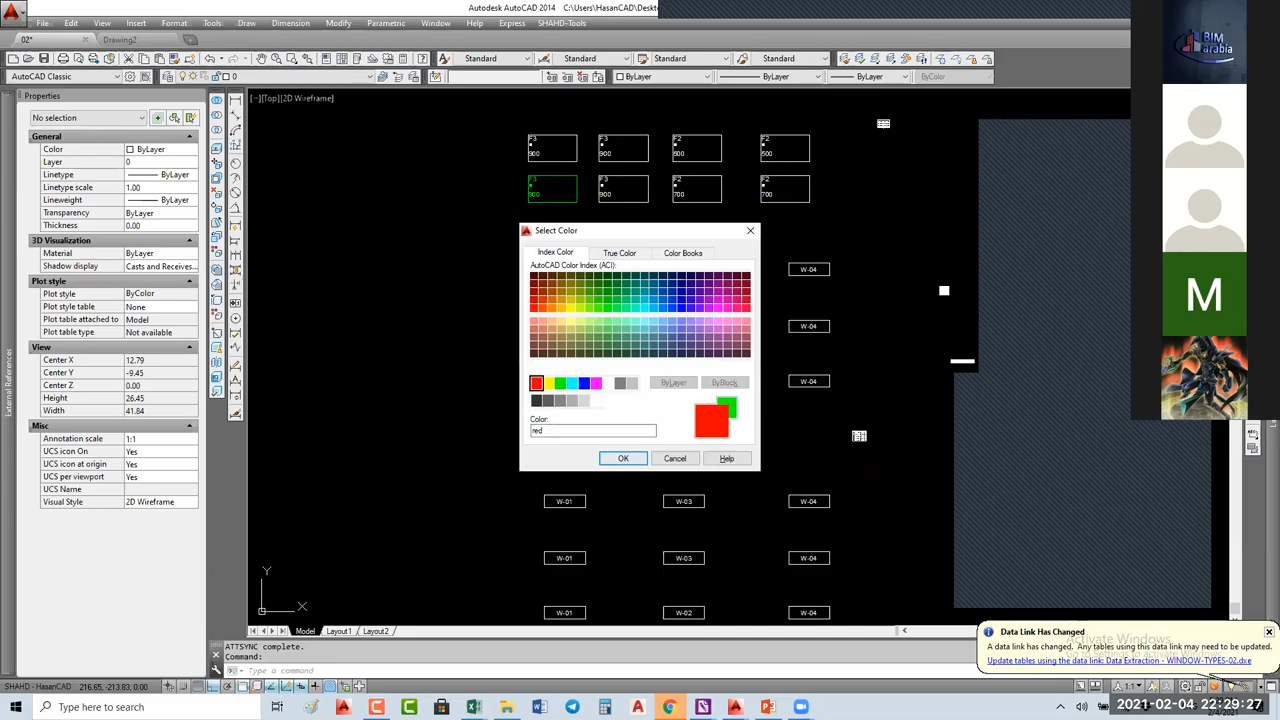 Autodesk AutoCAD 2014 C:\Users\HasanCAD\Deskto
File Edit View Insert Format Tools Draw Dimension Modify Parametric Window Help Express SHAHD-Tools
02*
Drawing2
Standard Standard Standard Standard
AutoCAD Classic 0 ByLayer ByLayer ByLayer ByColor
Properties
No selection
General
Color ByLayer
Layer 0
Linetype ByLayer
Linetype scale 1.00
Lineweight ByLayer
Transparency ByLayer
Thickness 0.00
3D Visualization
Material ByLayer
Shadow display Casts and Receives...
Plot style
Plot style ByColor
Plot style table None
Plot table attached to Model
Plot table type Not available
View
Center X 12.79
Center Y -9.45
Center Z 0.00
Height 26.45
Width 41.84
Misc
Annotation scale 1:1
UCS icon On Yes
UCS icon at origin Yes
UCS per viewport Yes
UCS Name
Visual Style 2D Wireframe
External References
[−][Top][2D Wireframe]
F3 F3 F2 F2
900 900 500 500
F3 F3 F2 F2
900 900 700 700
Select Color
Index Color True Color Color Books
AutoCAD Color Index (ACI):
ByLayer ByBlock
Color:
red
OK Cancel Help
W-04
W-04
W-04
W-01 W-03 W-04
W-01 W-03 W-04
W-01 W-02 W-04
Y
X
Model Layout1 Layout2
ATTSYNC complete.
Command:
Type a command
SHAHD - HasanCAD 216.65, -213.83, 0.00
1:1
BIM
arabia
M
Data Link Has Changed
A data link has changed. Any tables using this data link may need to be updated.
Update tables using the data link: Data Extraction - WINDOW-TYPES-02.dxe
Activate Windows
Type here to search
2021-02-04 22:29:27